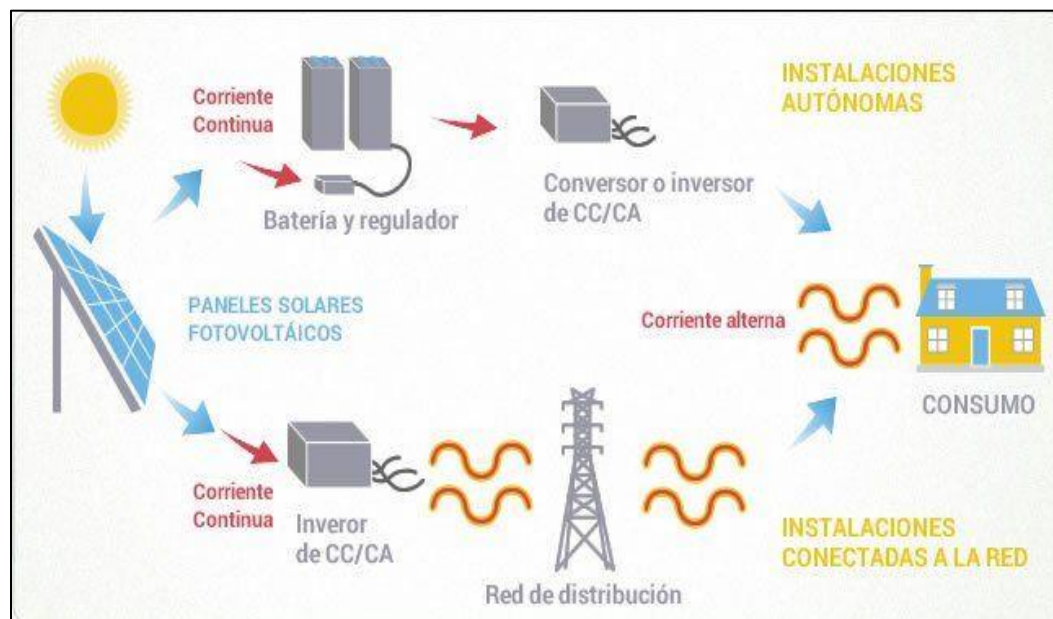 INSTALACIONES
AUTÓNOMAS
Corriente
Continua
Batería y regulador
Conversor o inversor
de CC/CA
PANELES SOLARES
FOTOVOLTÁICOS
Corriente alterna
CONSUMO
Corriente
Continua
Inveror
de CC/CA
Red de distribución
INSTALACIONES
CONECTADAS A LA RED